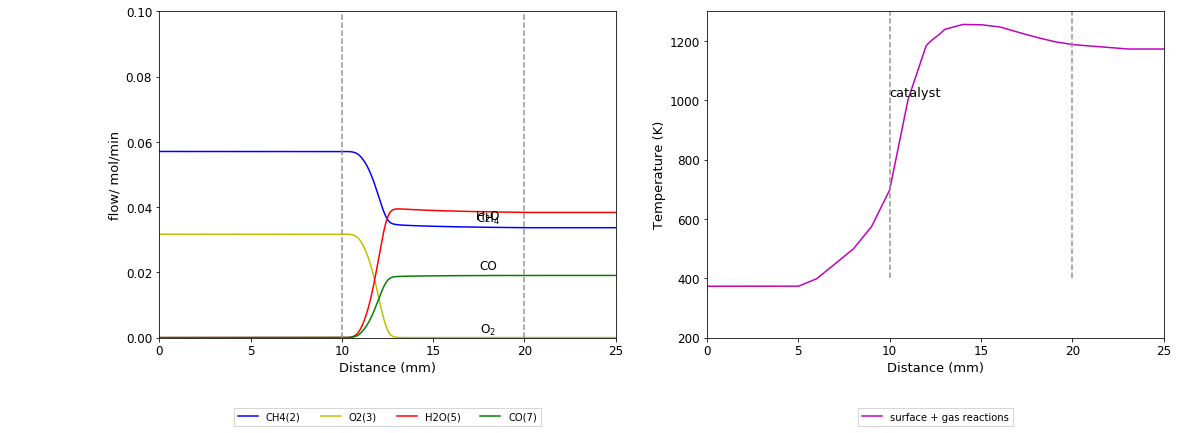 0.10
0.08
0.06
0.04
0.02
0.00
flow/ mol/min
CO
O2
0
5
10
15
20
25
Distance (mm)
CH4(2)
O2(3)
H2O(5)
CO(7)
1200
1000
800
600
400
200
Temperature (K)
catalyst
0
5
10
15
20
25
Distance (mm)
surface + gas reactions